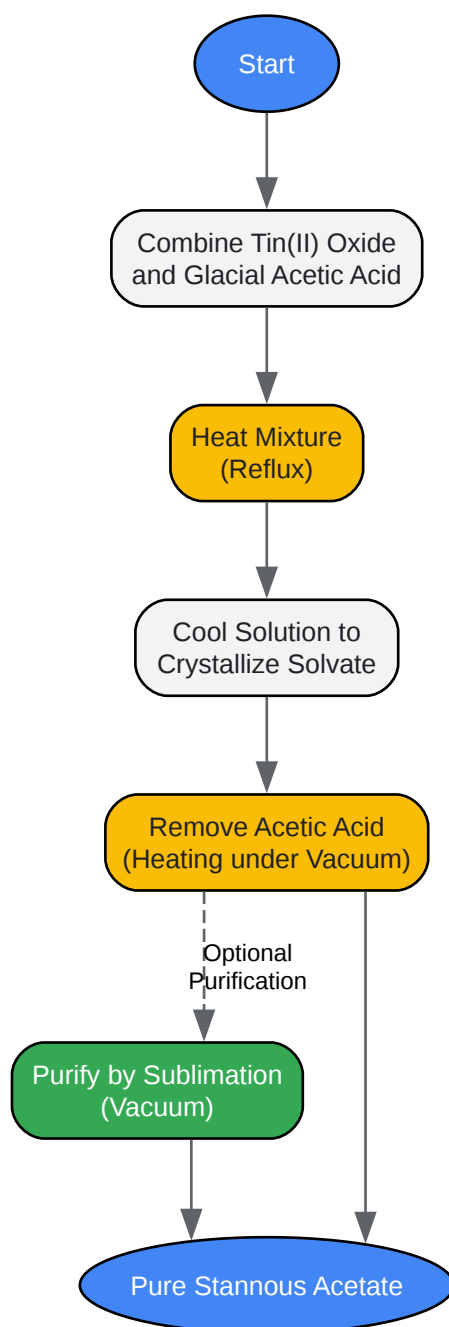 Start
Combine Tin(II) Oxide
and Glacial Acetic Acid
Heat Mixture
(Reflux)
Cool Solution to
Crystallize Solvate
Remove Acetic Acid
(Heating under Vacuum)
Optional
Purification
Purify by Sublimation
(Vacuum)
Pure Stannous Acetate